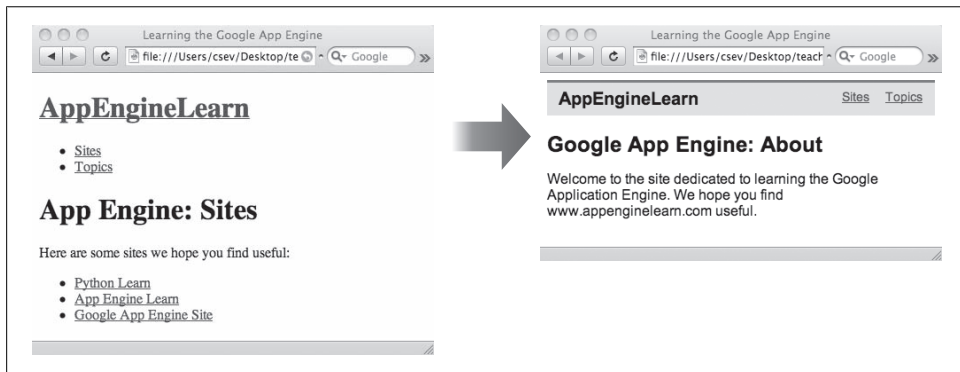 Learning the Google App Engine
file:///Users/csev/Desktop/te
Google
»
AppEngineLearn
• Sites
• Topics
App Engine: Sites
Here are some sites we hope you find useful:
• Python Learn
• App Engine Learn
• Google App Engine Site
Learning the Google App Engine
file:///Users/csev/Desktop/teach
Google
»
AppEngineLearn Sites Topics
Google App Engine: About
Welcome to the site dedicated to learning the Google
Application Engine. We hope you find
www.appenginelearn.com useful.